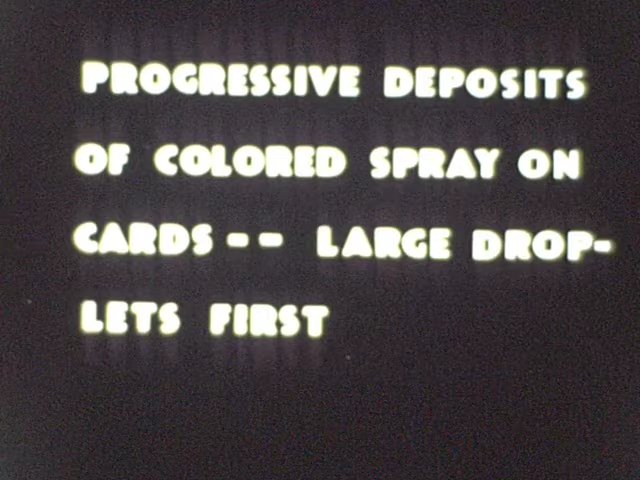 PROGRESSIVE DEPOSITS
OF COLORED SPRAY ON
CARDS -- LARGE DROP-
LETS FIRST